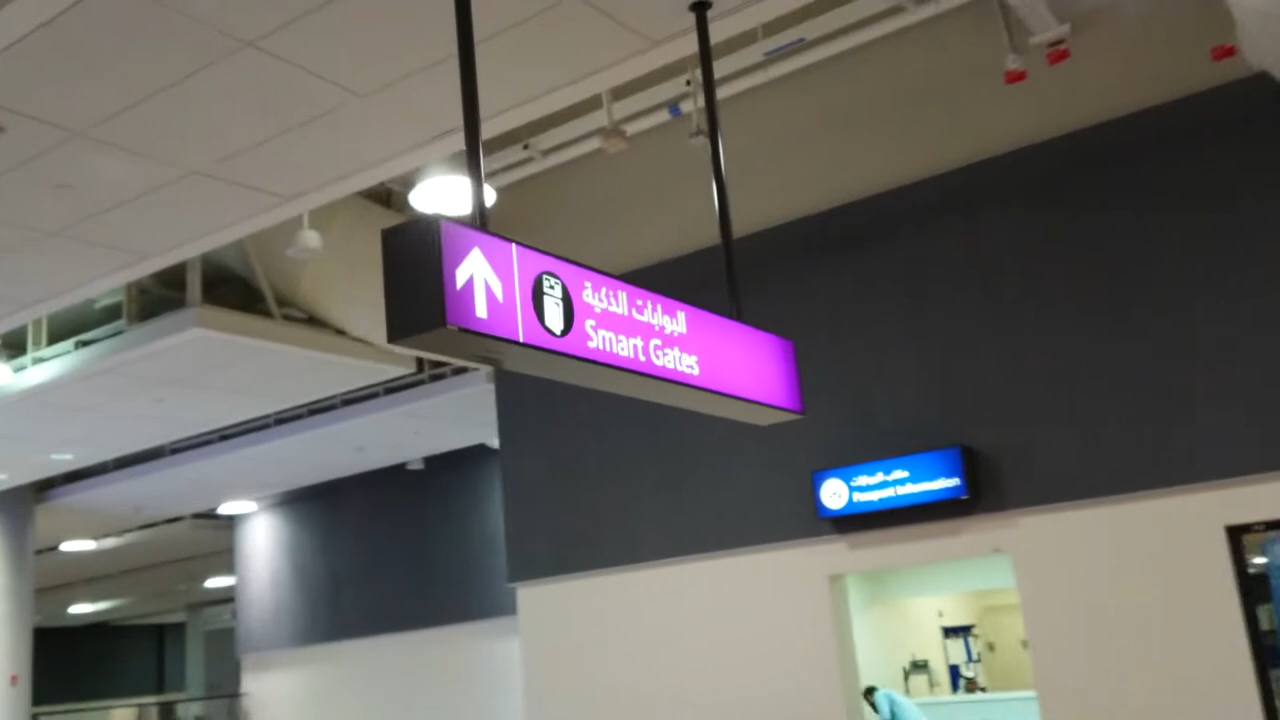 البوابات الذكية
Smart Gates
Passport Information